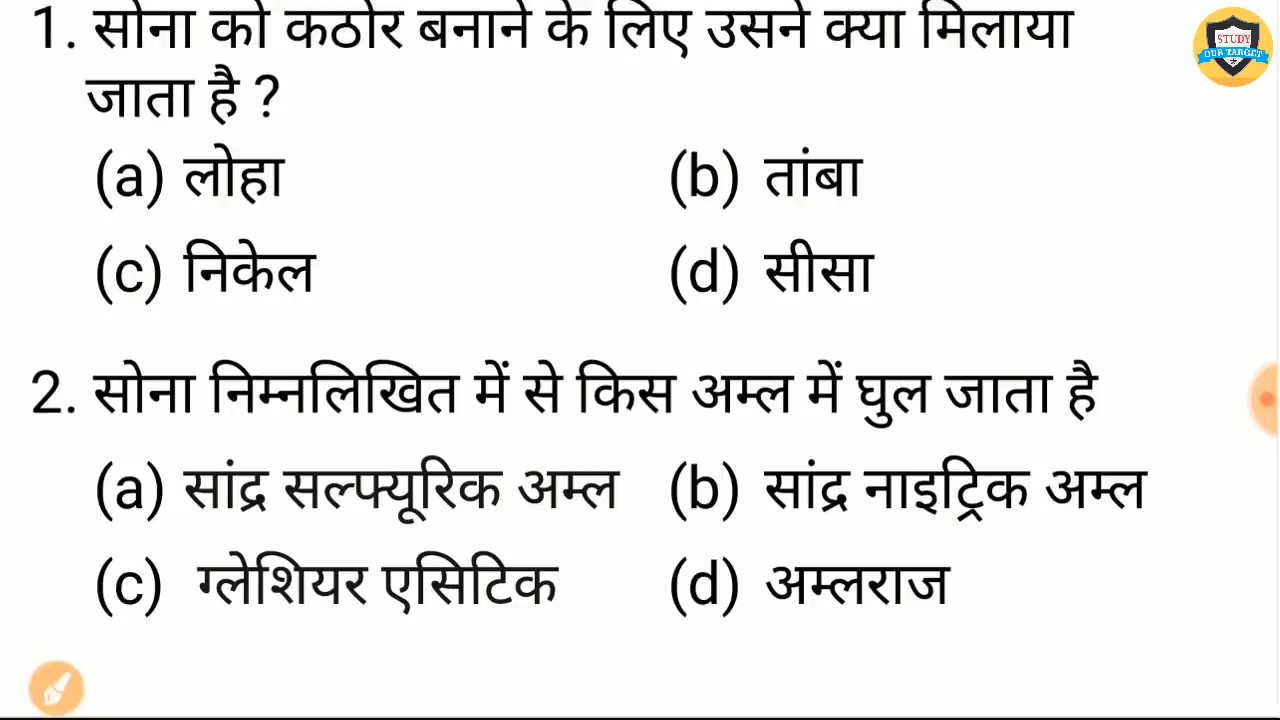 1. सोना को कठोर बनाने के लिए उसने क्या मिलाया
जाता है ?
(a) लोहा (b) तांबा
(c) निकेल (d) सीसा
2. सोना निम्नलिखित में से किस अम्ल में घुल जाता है
(a) सांद्र सल्फ्यूरिक अम्ल (b) सांद्र नाइट्रिक अम्ल
(c) ग्लेशियर एसिटिक (d) अम्लराज
STUDY
OUR TARGET